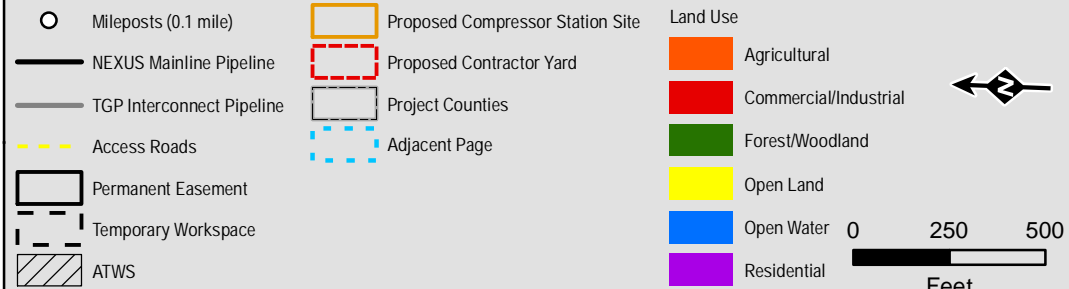 Mileposts (0.1 mile)
NEXUS Mainline Pipeline
TGP Interconnect Pipeline
Access Roads
Permanent Easement
Temporary Workspace
ATWS
Proposed Compressor Station Site
Proposed Contractor Yard
Project Counties
Adjacent Page
Land Use
Agricultural
Commercial/Industrial
Forest/Woodland
Open Land
Open Water
Residential
N
0 250 500
Feet